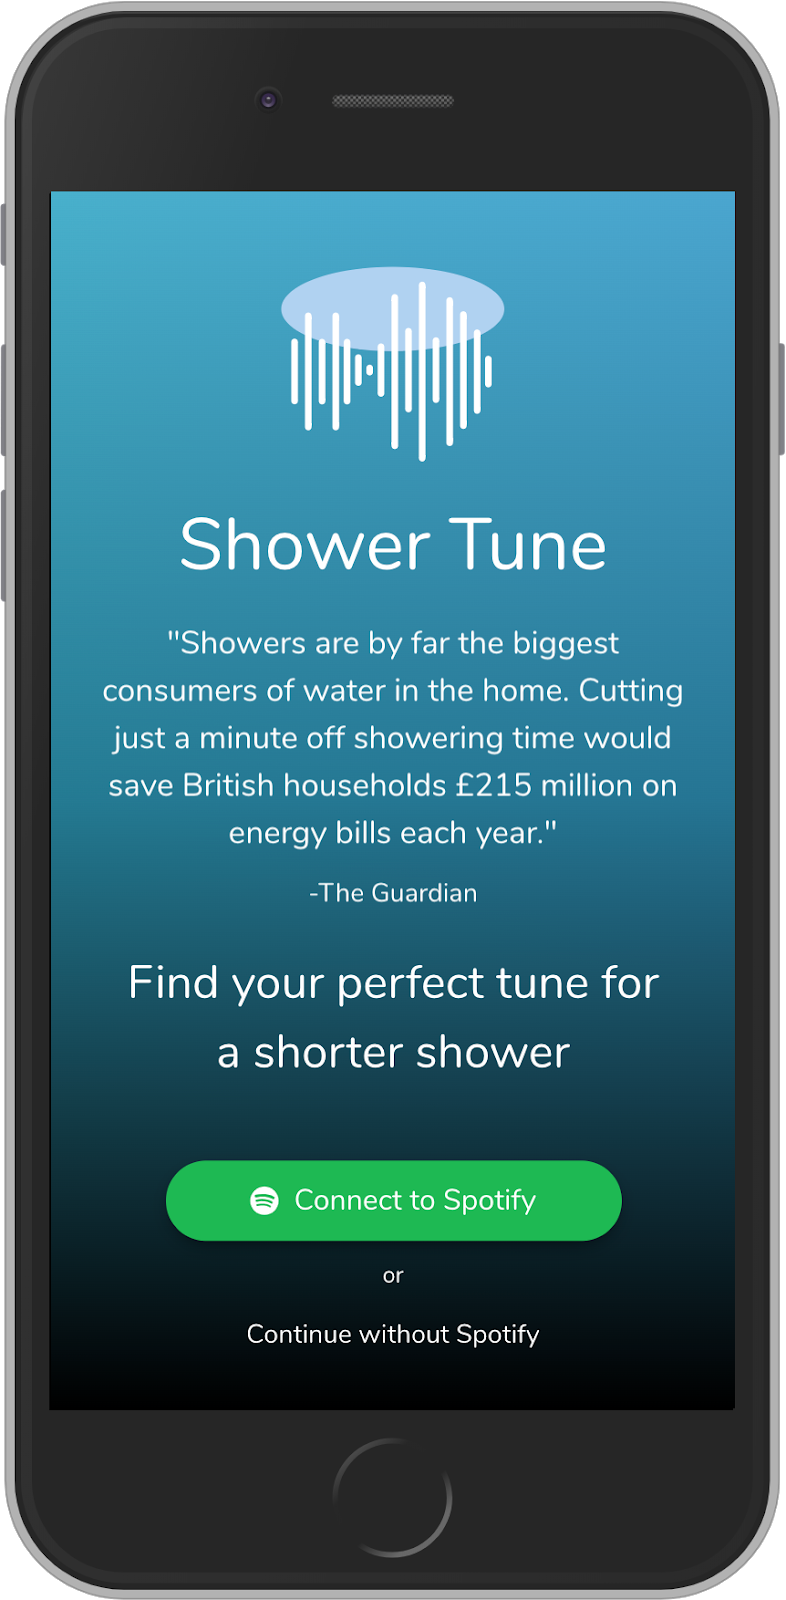 Shower Tune
"Showers are by far the biggest
consumers of water in the home. Cutting
just a minute off showering time would
save British households £215 million on
energy bills each year."
-The Guardian
Find your perfect tune for
a shorter shower
Connect to Spotify
or
Continue without Spotify